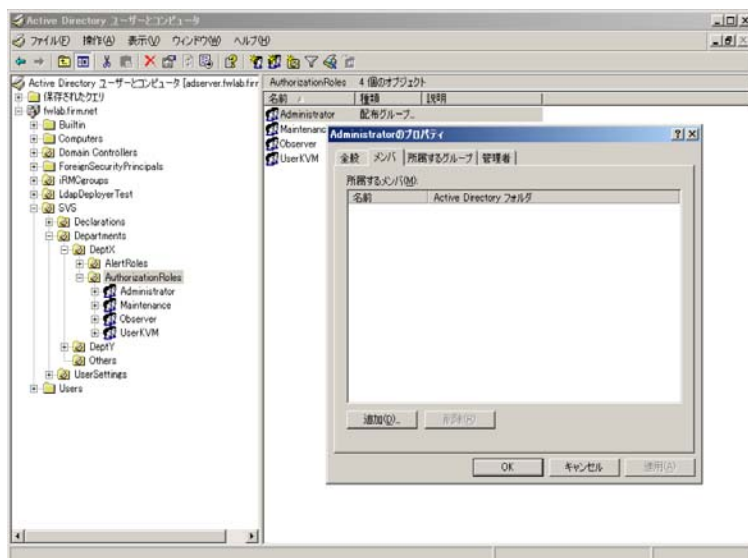 Active Directory ユーザーとコンピュータ
ファイル(F) 操作(A) 表示(V) ウィンドウ(W) ヘルプ(H)
Active Directory ユーザーとコンピュータ [adserver.fwlab.firr
保存されたクエリ
fwlab.firm.net
Builtin
Computers
Domain Controllers
ForeignSecurityPrincipals
iRMCgroups
LdapDeployerTest
SVS
Declarations
Departments
DeptX
AlertRoles
AuthorizationRoles
Administrator
Maintenance
Observer
UserKVM
DeptY
Others
UserSettings
Users
AuthorizationRoles 4 個のオブジェクト
名前 種類 説明
Administrator 配布グループ...
Maintenanc
Observer
UserKVM
Administratorのプロパティ
全般 メンバ 所属するグループ 管理者
所属するメンバ(M):
名前 Active Directory フォルダ
追加(D)... 削除(R)
OK キャンセル 適用(A)